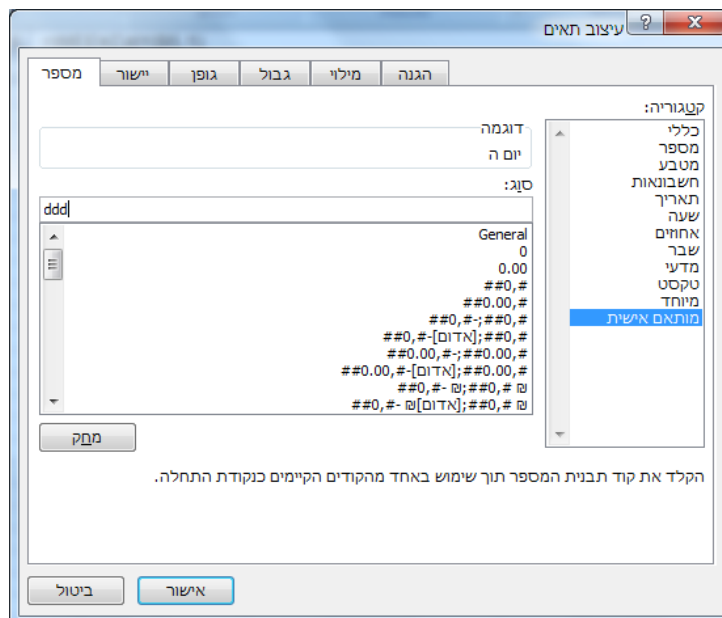 עיצוב תאים
מספר
יישור
גופן
גבול
מילוי
הגנה
קטגוריה:
כללי
מספר
מטבע
חשבונאות
תאריך
שעה
אחוזים
שבר
מדעי
טקסט
מיוחד
מותאם אישית
דוגמה
יום ה
סוג:
ddd
General
0
0.00
#,##0
#,##0.00
#,##0;-#,##0
#,##0;[אדום]-#,##0
#,##0.00;-#,##0.00
#,##0.00;[אדום]-#,##0.00
₪ #,##0;₪ -#,##0
₪ #,##0;[אדום]₪ -#,##0
מחק
הקלד את קוד תבנית המספר תוך שימוש באחד מהקודים הקיימים כנקודת התחלה.
אישור
ביטול